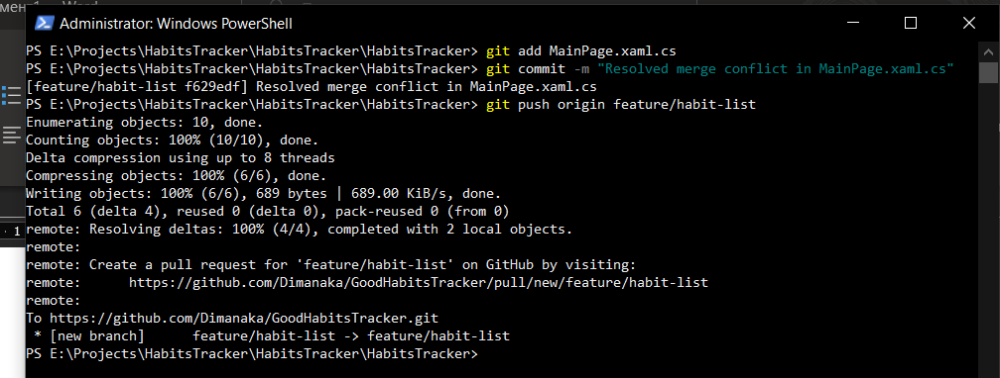 мент1 - Word
Administrator: Windows PowerShell
PS E:\Projects\HabitsTracker\HabitsTracker\HabitsTracker> git add MainPage.xaml.cs
PS E:\Projects\HabitsTracker\HabitsTracker\HabitsTracker> git commit -m "Resolved merge conflict in MainPage.xaml.cs"
[feature/habit-list f629edf] Resolved merge conflict in MainPage.xaml.cs
PS E:\Projects\HabitsTracker\HabitsTracker\HabitsTracker> git push origin feature/habit-list
Enumerating objects: 10, done.
Counting objects: 100% (10/10), done.
Delta compression using up to 8 threads
Compressing objects: 100% (6/6), done.
Writing objects: 100% (6/6), 689 bytes | 689.00 KiB/s, done.
Total 6 (delta 4), reused 0 (delta 0), pack-reused 0 (from 0)
remote: Resolving deltas: 100% (4/4), completed with 2 local objects.
remote:
remote: Create a pull request for 'feature/habit-list' on GitHub by visiting:
remote:      https://github.com/Dimanaka/GoodHabitsTracker/pull/new/feature/habit-list
remote:
To https://github.com/Dimanaka/GoodHabitsTracker.git
 * [new branch]      feature/habit-list -> feature/habit-list
PS E:\Projects\HabitsTracker\HabitsTracker\HabitsTracker>
1